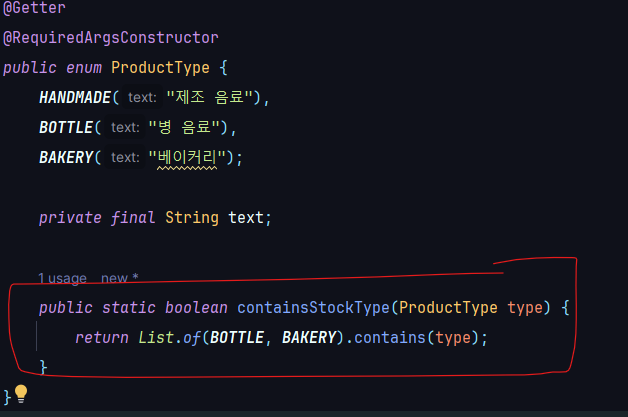 @Getter
@RequiredArgsConstructor
public enum ProductType {
HANDMADE( text: "제조 음료"),
BOTTLE( text: "병 음료"),
BAKERY( text: "베이커리");
private final String text;
1 usage new *
public static boolean containsStockType(ProductType type) {
return List.of(BOTTLE, BAKERY).contains(type);
}
}